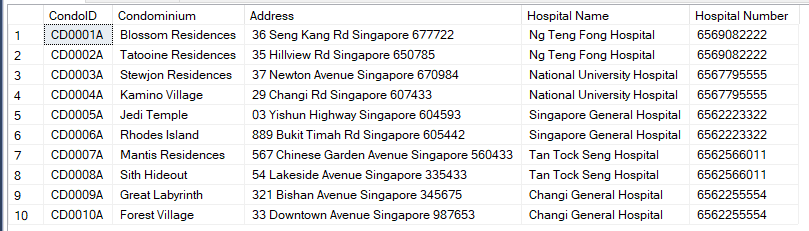 CondoID Condominium Address Hospital Name Hospital Number
1 CD0001A Blossom Residences 36 Seng Kang Rd Singapore 677722 Ng Teng Fong Hospital 6569082222
2 CD0002A Tatooine Residences 35 Hillview Rd Singapore 650785 Ng Teng Fong Hospital 6569082222
3 CD0003A Stewjon Residences 37 Newton Avenue Singapore 670984 National University Hospital 6567795555
4 CD0004A Kamino Village 29 Changi Rd Singapore 607433 National University Hospital 6567795555
5 CD0005A Jedi Temple 03 Yishun Highway Singapore 604593 Singapore General Hospital 6562223322
6 CD0006A Rhodes Island 889 Bukit Timah Rd Singapore 605442 Singapore General Hospital 6562223322
7 CD0007A Mantis Residences 567 Chinese Garden Avenue Singapore 560433 Tan Tock Seng Hospital 6562566011
8 CD0008A Sith Hideout 54 Lakeside Avenue Singapore 335433 Tan Tock Seng Hospital 6562566011
9 CD0009A Great Labyrinth 321 Bishan Avenue Singapore 345675 Changi General Hospital 6562255554
10 CD0010A Forest Village 33 Downtown Avenue Singapore 987653 Changi General Hospital 6562255554